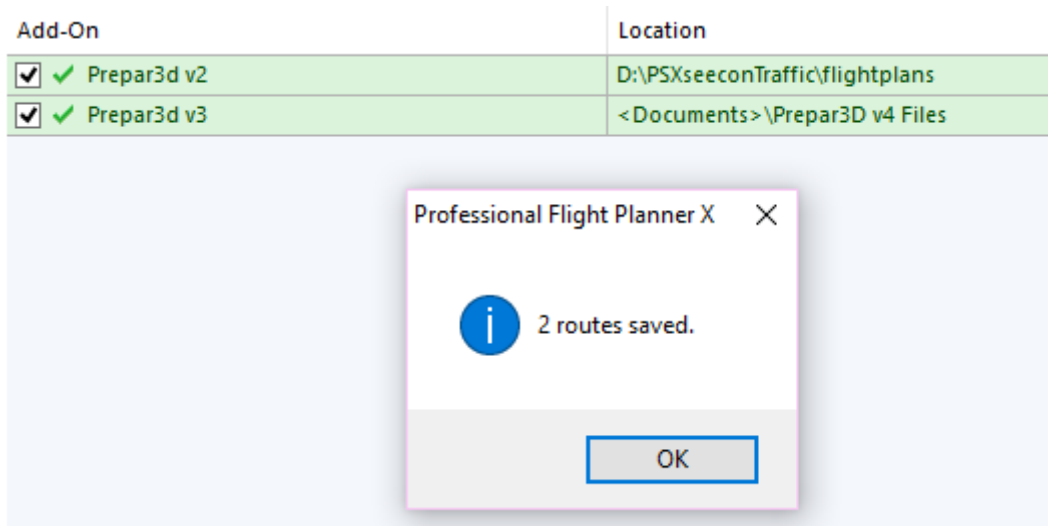 Add-On Location
Prepar3d v2 D:\PSXseeconTraffic\flightplans
Prepar3d v3 <Documents>\Prepar3D v4 Files
Professional Flight Planner X
2 routes saved.
OK